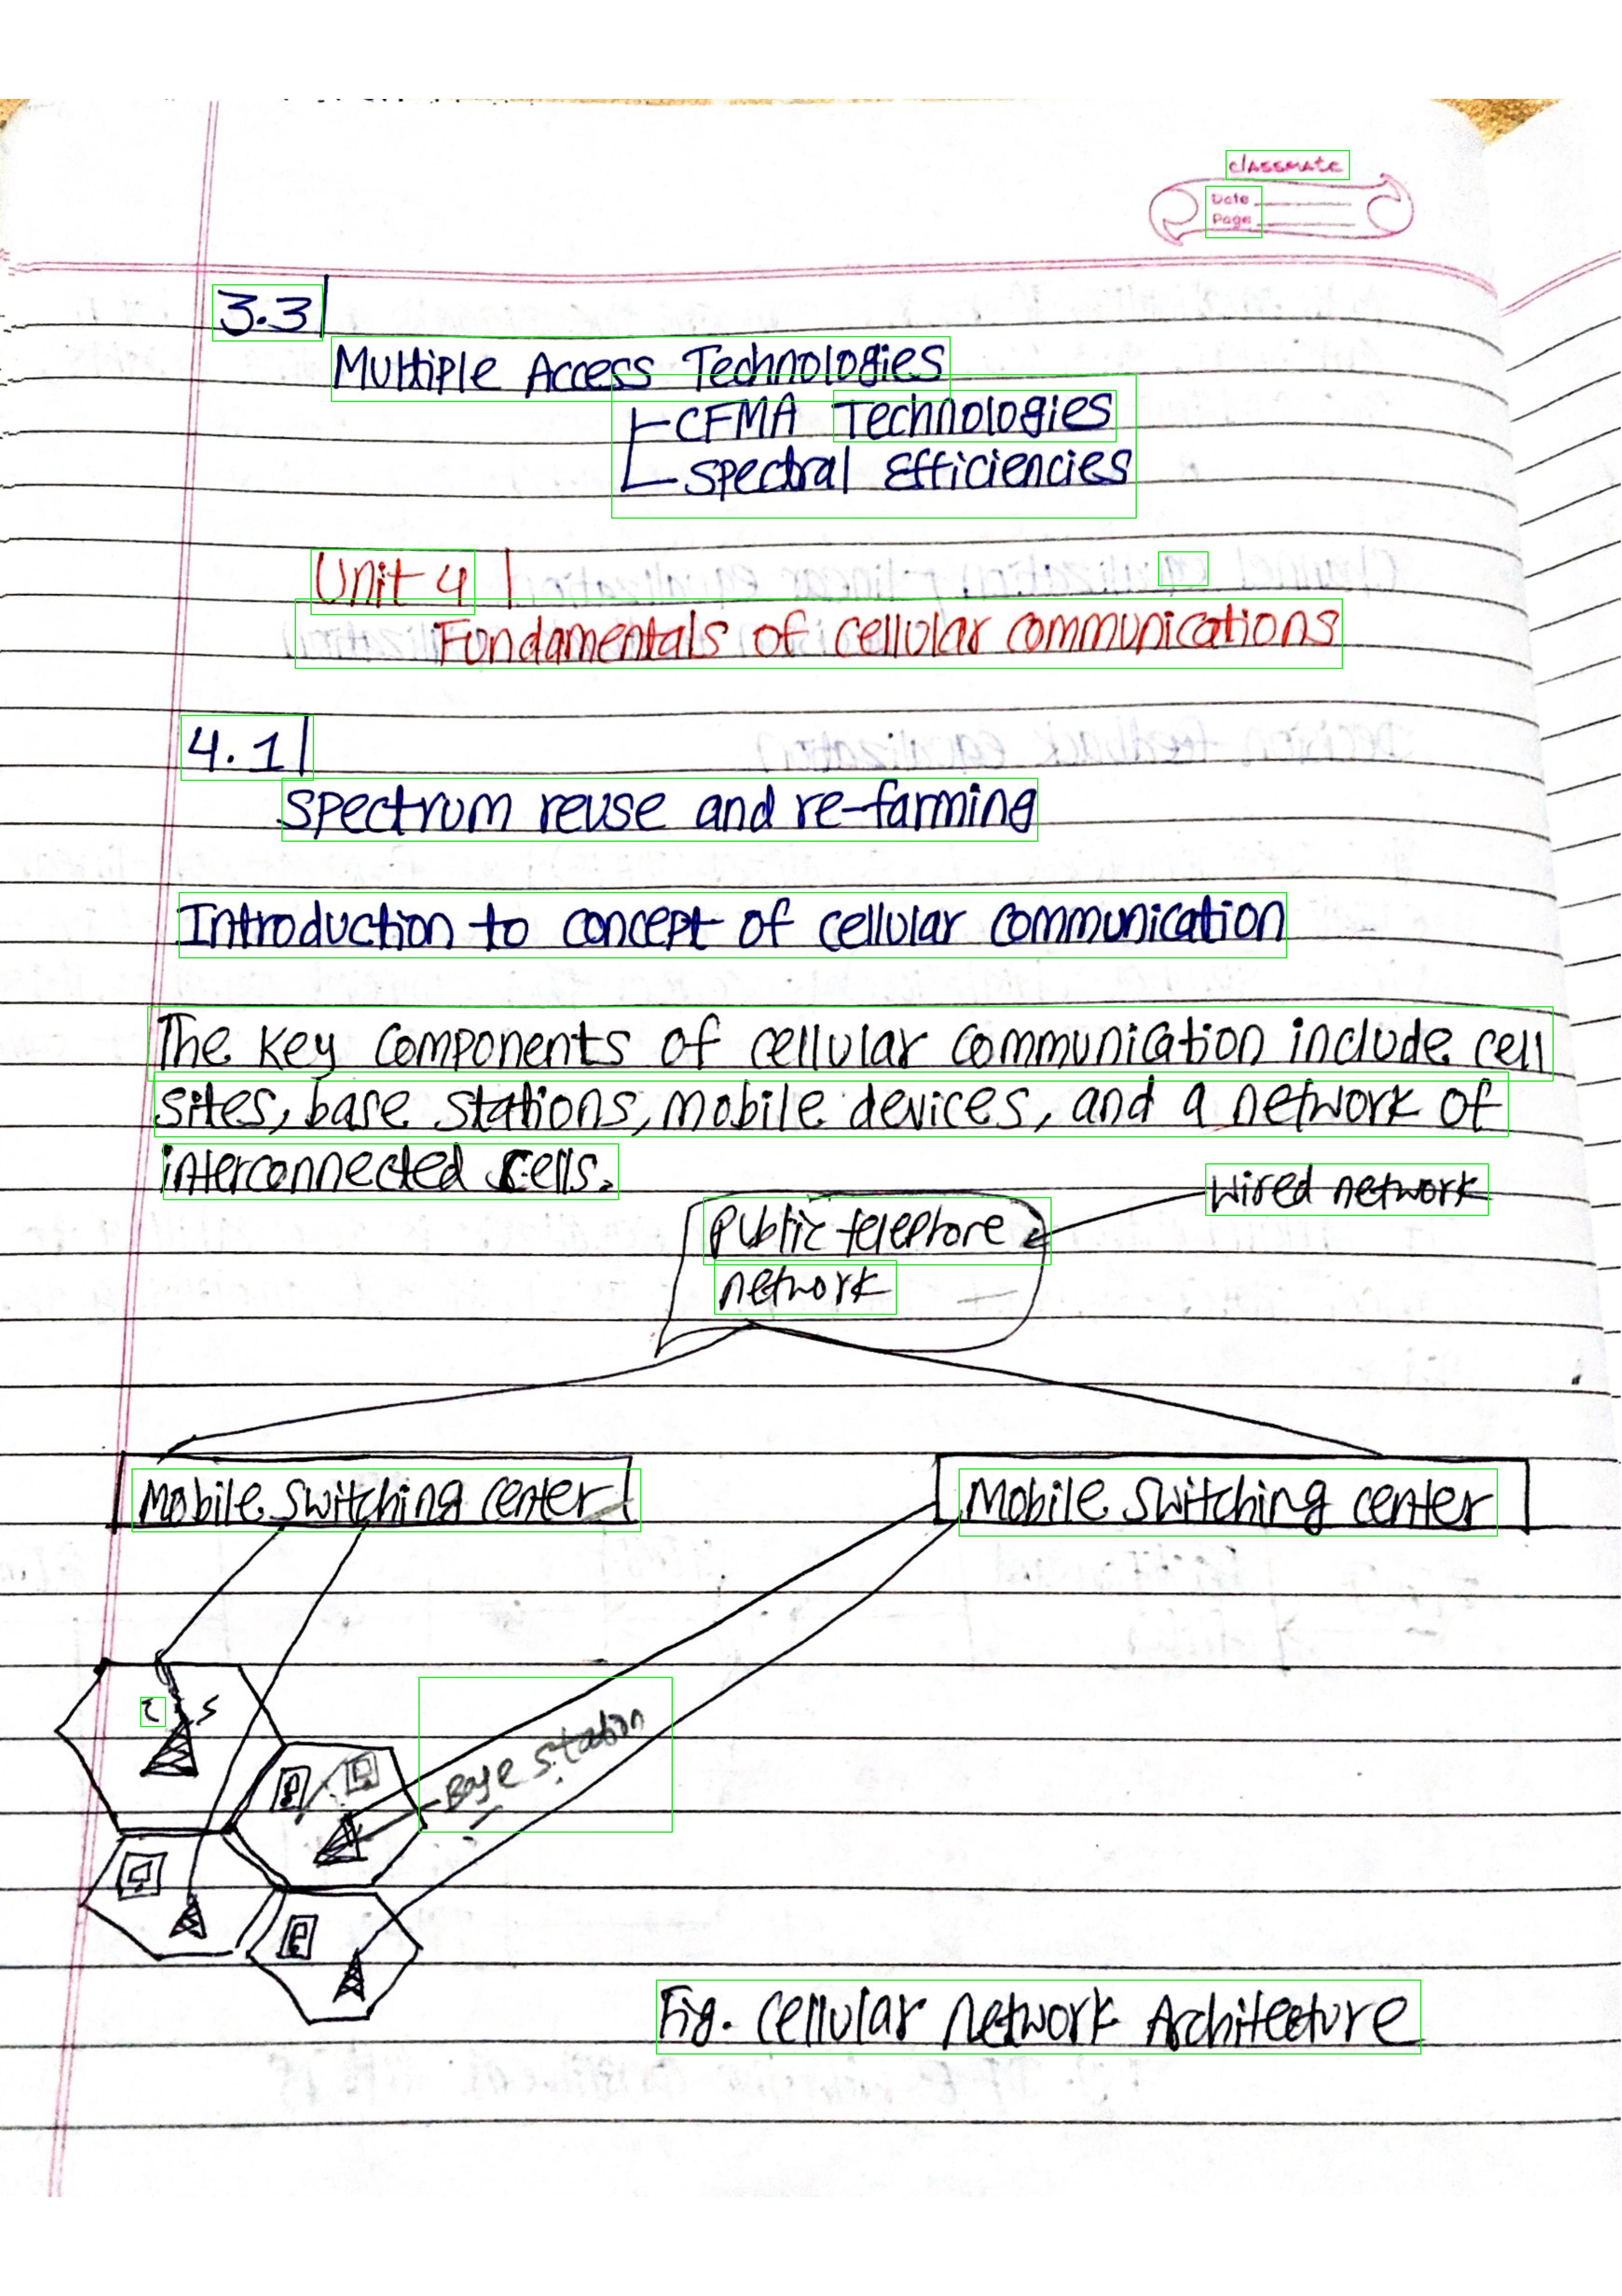 classmate
Date
Page
3.3
Multiple Access Technologies
CFMA Technologies
Spectral Efficiencies
Unit 4
Fundamentals of cellular communications
4.1
Spectrum reuse and re-farming
Introduction to concept of cellular communication
The key components of cellular communication include cell
sites, base stations, mobile devices, and a network of
interconnected cells.
wired network
Public telephone
network
Mobile switching center
Mobile switching center
Base station
Fig. Cellular network Architecture